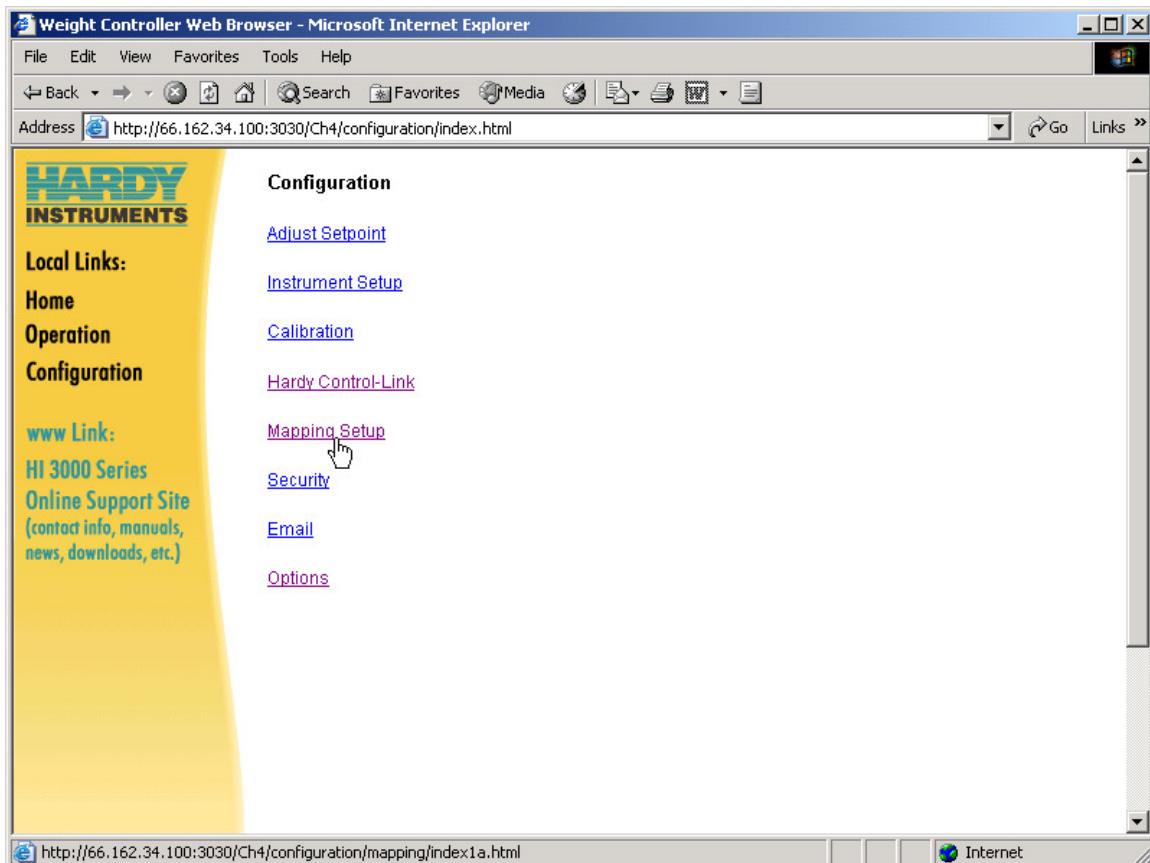 Weight Controller Web Browser - Microsoft Internet Explorer
File Edit View Favorites Tools Help
Back Search Favorites Media
Address http://66.162.34.100:3030/Ch4/configuration/index.html Go Links »
HARDY
INSTRUMENTS
Local Links:
Home
Operation
Configuration
www Link:
HI 3000 Series
Online Support Site
(contact info, manuals,
news, downloads, etc.)
Configuration
Adjust Setpoint
Instrument Setup
Calibration
Hardy Control-Link
Mapping Setup
Security
Email
Options
http://66.162.34.100:3030/Ch4/configuration/mapping/index1a.html Internet